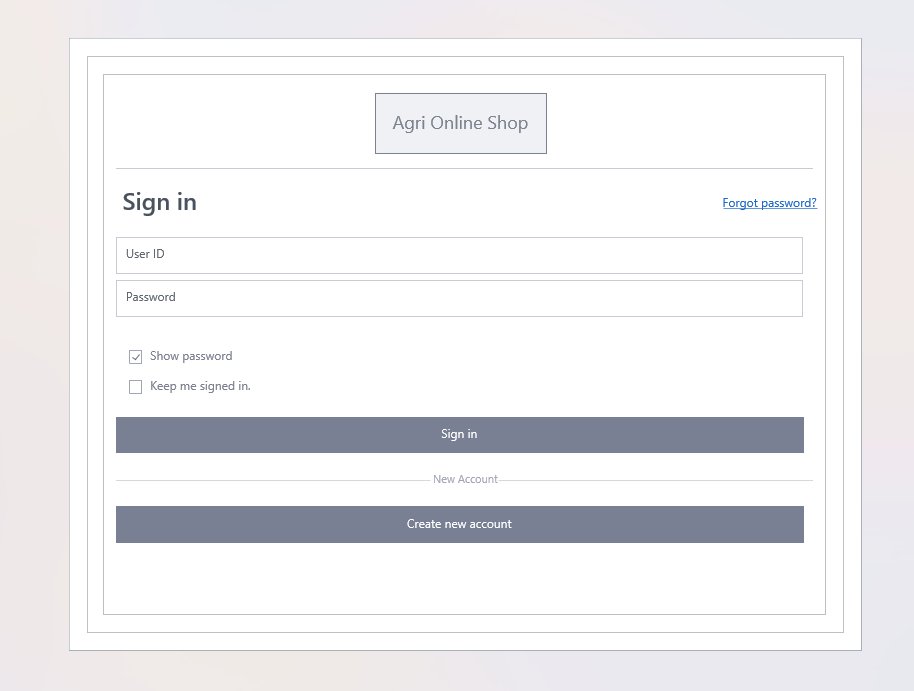 Agri Online Shop
Sign in
Forgot password?
User ID
Password
Show password
Keep me signed in.
Sign in
New Account
Create new account